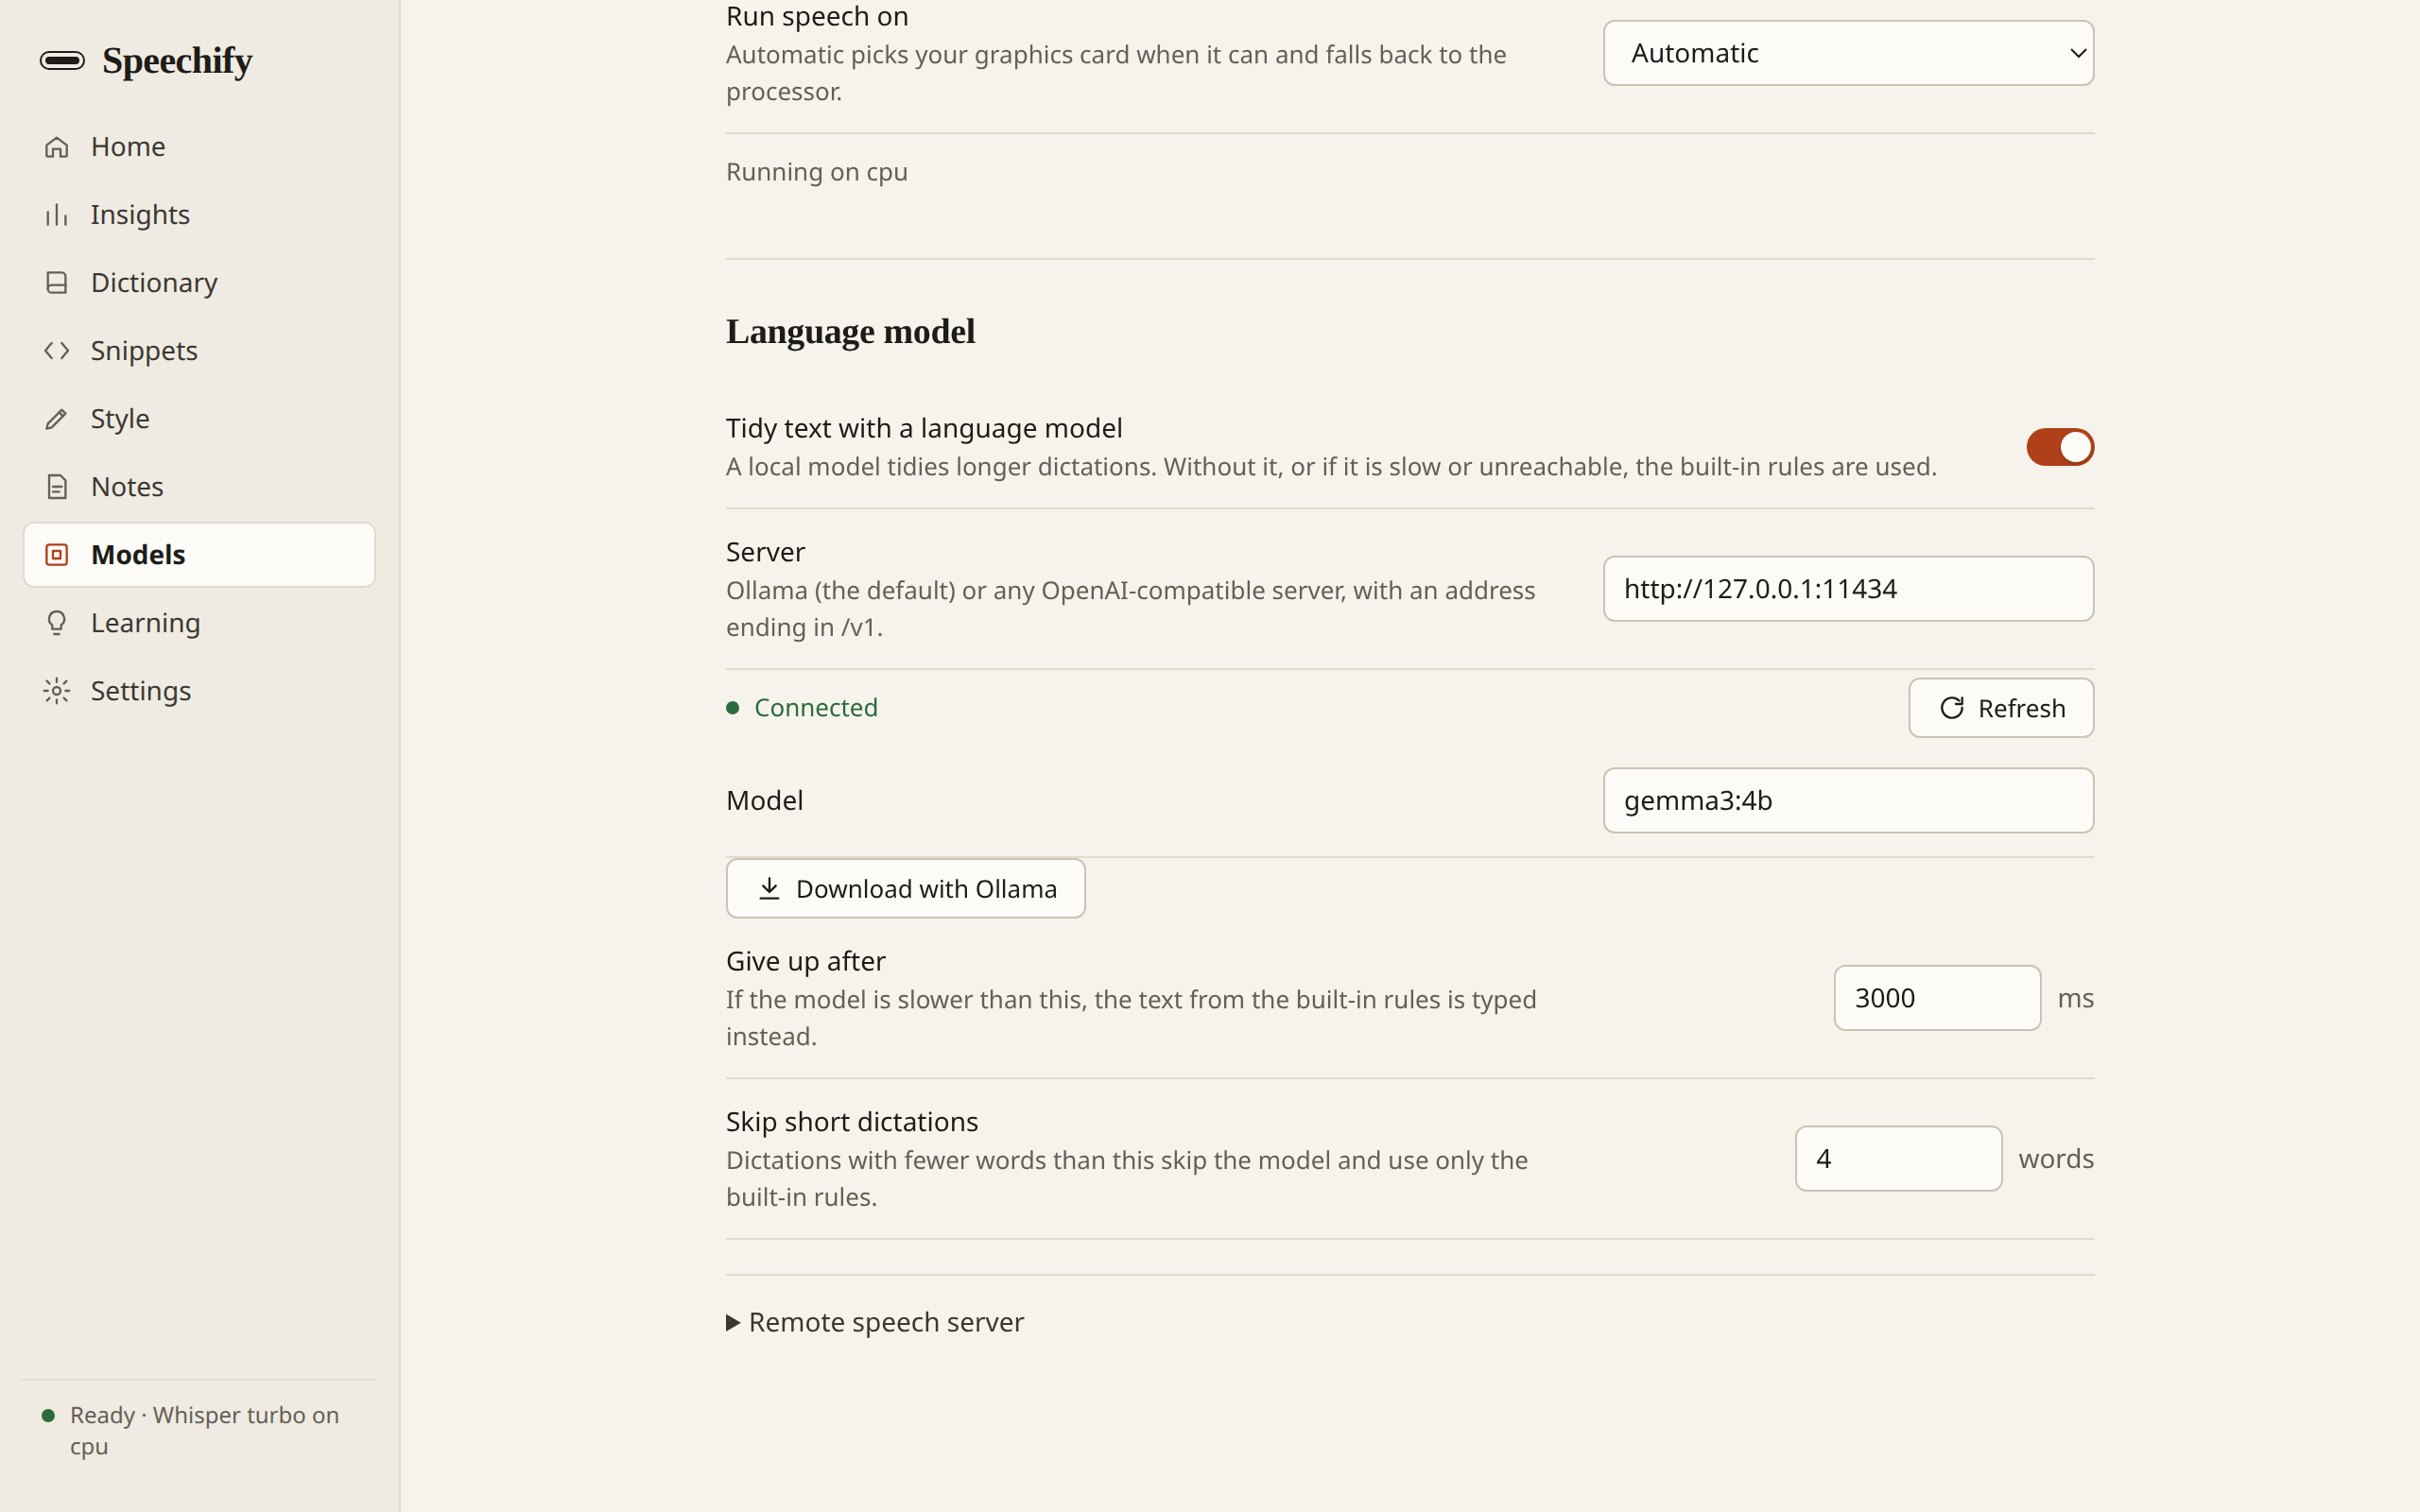 Speechify
Home
Insights
Dictionary
Snippets
Style
Notes
Models
Learning
Settings
Ready · Whisper turbo on
cpu
Run speech on
Automatic picks your graphics card when it can and falls back to the
processor.
Automatic
Running on cpu
Language model
Tidy text with a language model
A local model tidies longer dictations. Without it, or if it is slow or unreachable, the built-in rules are used.
Server
Ollama (the default) or any OpenAI-compatible server, with an address
ending in /v1.
http://127.0.0.1:11434
Connected
Refresh
Model
gemma3:4b
Download with Ollama
Give up after
If the model is slower than this, the text from the built-in rules is typed
instead.
3000 ms
Skip short dictations
Dictations with fewer words than this skip the model and use only the
built-in rules.
4 words
Remote speech server